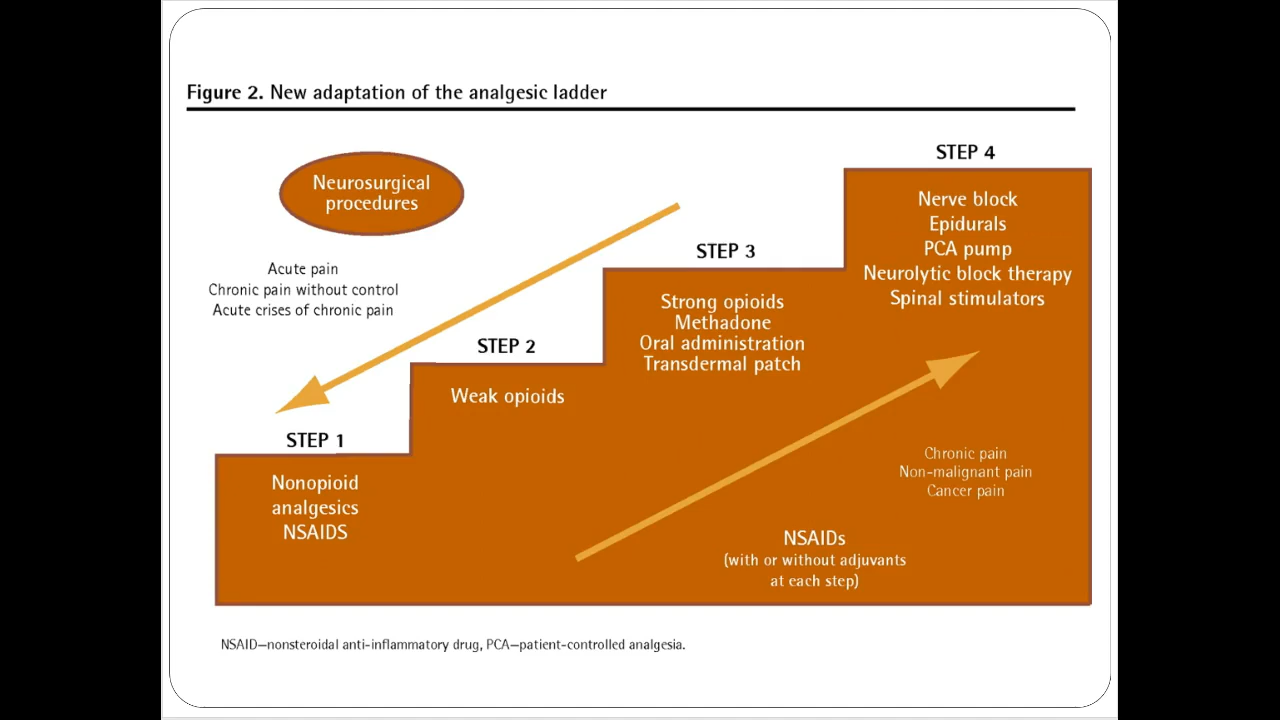 Figure 2. New adaptation of the analgesic ladder
Neurosurgical
procedures
Acute pain
Chronic pain without control
Acute crises of chronic pain
STEP 1
Nonopioid
analgesics
NSAIDS
STEP 2
Weak opioids
STEP 3
Strong opioids
Methadone
Oral administration
Transdermal patch
STEP 4
Nerve block
Epidurals
PCA pump
Neurolytic block therapy
Spinal stimulators
Chronic pain
Non-malignant pain
Cancer pain
NSAIDs
(with or without adjuvants
at each step)
NSAID—nonsteroidal anti-inflammatory drug, PCA—patient-controlled analgesia.